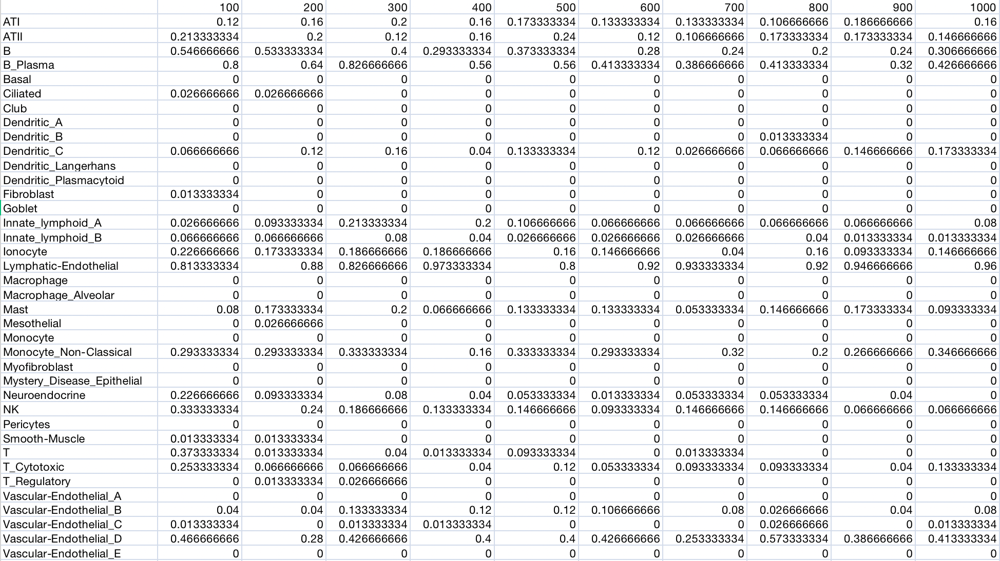 100 200 300 400 500 600 700 800 900 1000
ATI 0.12 0.16 0.2 0.16 0.173333334 0.133333334 0.133333334 0.106666666 0.186666666 0.16
ATII 0.213333334 0.2 0.12 0.16 0.24 0.12 0.106666666 0.173333334 0.173333334 0.146666666
B 0.546666666 0.533333334 0.4 0.293333334 0.373333334 0.28 0.24 0.2 0.24 0.306666666
B_Plasma 0.8 0.64 0.826666666 0.56 0.56 0.413333334 0.386666666 0.413333334 0.32 0.426666666
Basal 0 0 0 0 0 0 0 0 0 0
Ciliated 0.026666666 0.026666666 0 0 0 0 0 0 0 0
Club 0 0 0 0 0 0 0 0 0 0
Dendritic_A 0 0 0 0 0 0 0 0 0 0
Dendritic_B 0 0 0 0 0 0 0 0.013333334 0 0
Dendritic_C 0.066666666 0.12 0.16 0.04 0.133333334 0.12 0.026666666 0.066666666 0.146666666 0.173333334
Dendritic_Langerhans 0 0 0 0 0 0 0 0 0 0
Dendritic_Plasmacytoid 0 0 0 0 0 0 0 0 0 0
Fibroblast 0.013333334 0 0 0 0 0 0 0 0 0
Goblet 0 0 0 0 0 0 0 0 0 0
Innate_lymphoid_A 0.026666666 0.093333334 0.213333334 0.2 0.106666666 0.066666666 0.066666666 0.066666666 0.066666666 0.08
Innate_lymphoid_B 0.066666666 0.066666666 0.08 0.04 0.026666666 0.026666666 0.026666666 0.04 0.013333334 0.013333334
Ionocyte 0.226666666 0.173333334 0.186666666 0.186666666 0.16 0.146666666 0.04 0.16 0.093333334 0.146666666
Lymphatic-Endothelial 0.813333334 0.88 0.826666666 0.973333334 0.8 0.92 0.933333334 0.92 0.946666666 0.96
Macrophage 0 0 0 0 0 0 0 0 0 0
Macrophage_Alveolar 0 0 0 0 0 0 0 0 0 0
Mast 0.08 0.173333334 0.2 0.066666666 0.133333334 0.133333334 0.053333334 0.146666666 0.173333334 0.093333334
Mesothelial 0 0.026666666 0 0 0 0 0 0 0 0
Monocyte 0 0 0 0 0 0 0 0 0 0
Monocyte_Non-Classical 0.293333334 0.293333334 0.333333334 0.16 0.333333334 0.293333334 0.32 0.2 0.266666666 0.346666666
Myofibroblast 0 0 0 0 0 0 0 0 0 0
Mystery_Disease_Epithelial 0 0 0 0 0 0 0 0 0 0
Neuroendocrine 0.226666666 0.093333334 0.08 0.04 0.053333334 0.013333334 0.053333334 0.053333334 0.04 0
NK 0.333333334 0.24 0.186666666 0.133333334 0.146666666 0.093333334 0.146666666 0.146666666 0.066666666 0.066666666
Pericytes 0 0 0 0 0 0 0 0 0 0
Smooth-Muscle 0.013333334 0.013333334 0 0 0 0 0 0 0 0
T 0.373333334 0.013333334 0.04 0.013333334 0.093333334 0 0.013333334 0 0 0
T_Cytotoxic 0.253333334 0.066666666 0.066666666 0.04 0.12 0.053333334 0.093333334 0.093333334 0.04 0.133333334
T_Regulatory 0 0.013333334 0.026666666 0 0 0 0 0 0 0
Vascular-Endothelial_A 0 0 0 0 0 0 0 0 0 0
Vascular-Endothelial_B 0.04 0.04 0.133333334 0.12 0.12 0.106666666 0.08 0.026666666 0.04 0.08
Vascular-Endothelial_C 0.013333334 0 0.013333334 0.013333334 0 0 0 0.026666666 0 0.013333334
Vascular-Endothelial_D 0.466666666 0.28 0.426666666 0.4 0.4 0.426666666 0.253333334 0.573333334 0.386666666 0.413333334
Vascular-Endothelial_E 0 0 0 0 0 0 0 0 0 0